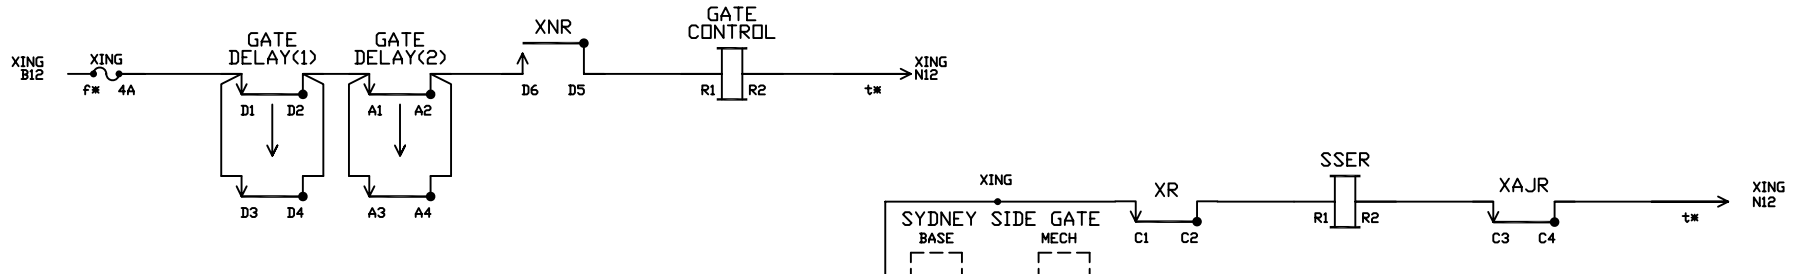 GATE
CONTROL
XNR
GATE
DELAY(1)
GATE
DELAY(2)
XING
B12
XING
XING
N12
f*
4A
D1
D2
A1
A2
D6
D5
R1
R2
t*
SSER
XING
XR
XAJR
XING
N12
D3
D4
A3
A4
SYDNEY SIDE GATE
R1
R2
t*
BASE
MECH
C1
C2
C3
C4